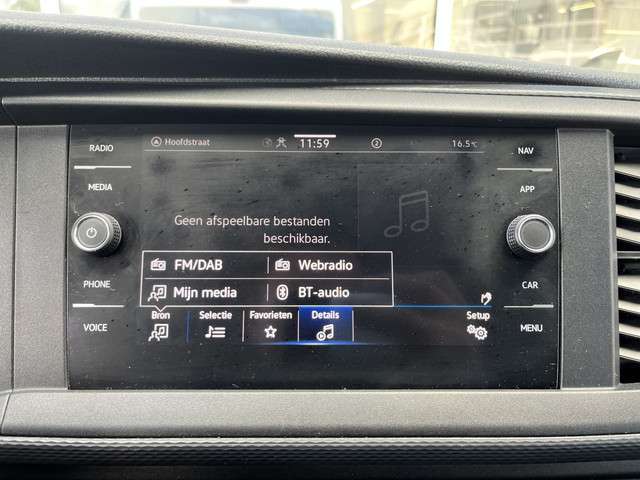 RADIO
MEDIA
PHONE
VOICE
A Hoofdstraat
11:59
2
16.5°C
Geen afspeelbare bestanden
beschikbaar.
FM/DAB
Webradio
Mijn media
BT-audio
Bron
Selectie
Favorieten
Details
Setup
NAV
APP
CAR
MENU